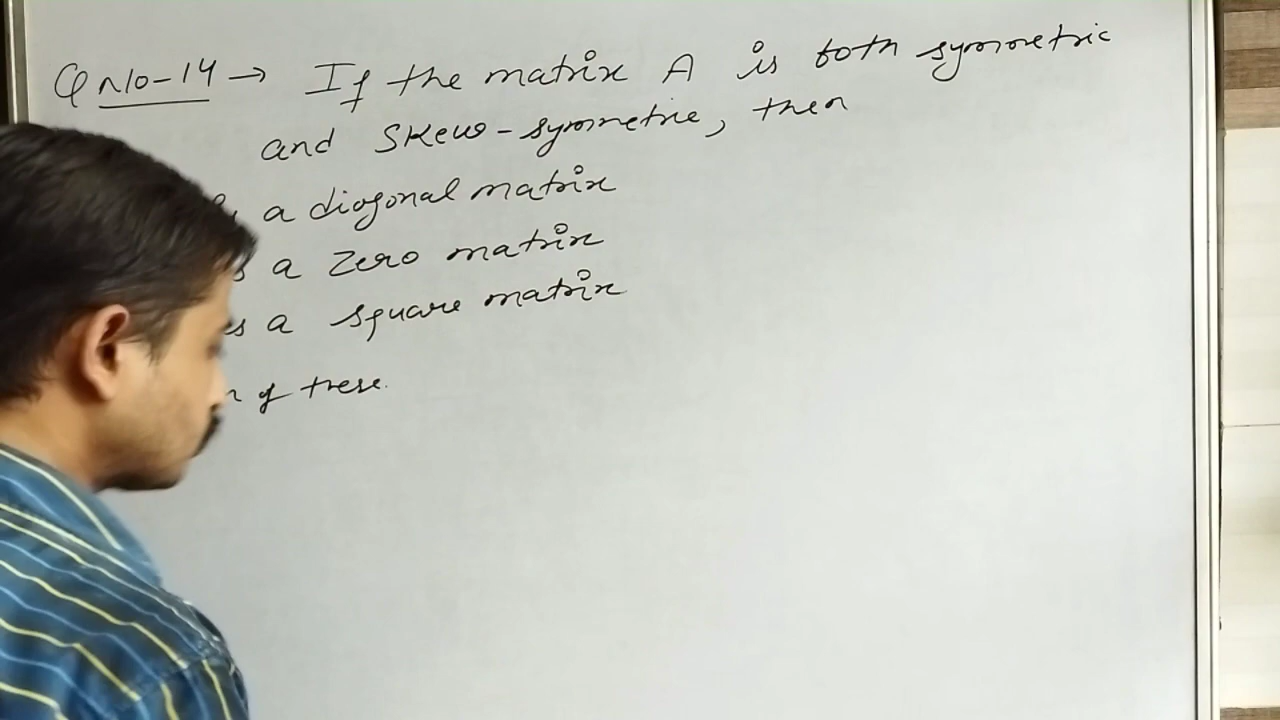 Q no-14 → If the matrix A is both symmetric
and Skew-symmetric, then
a diagonal matrix
a zero matrix
a square matrix
of these.